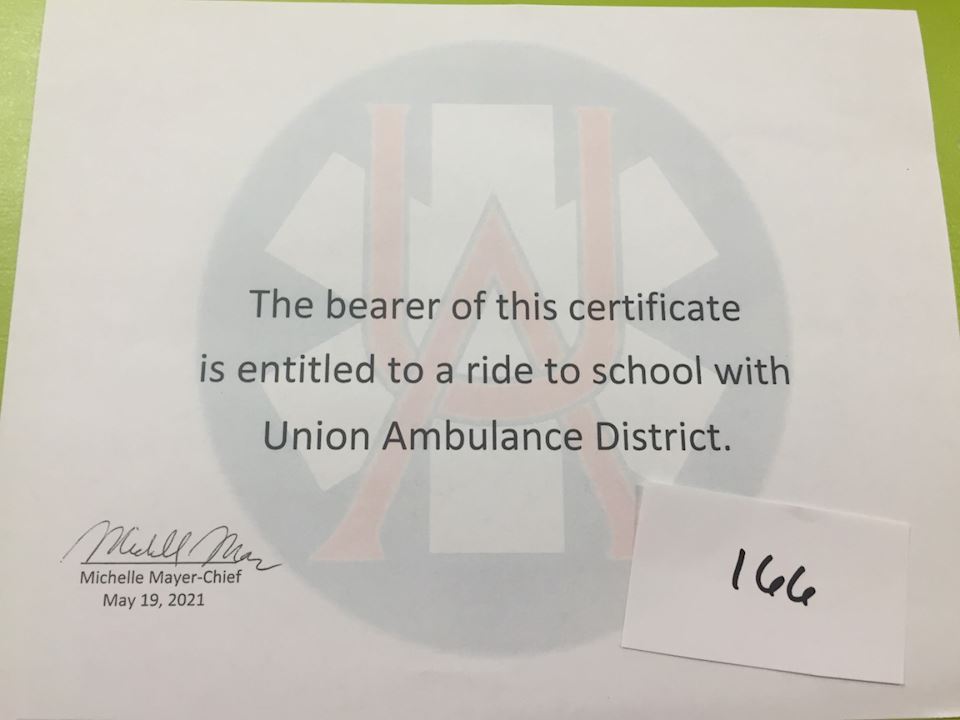 UA
The bearer of this certificate
is entitled to a ride to school with
Union Ambulance District.
Michelle Mayer-Chief
May 19, 2021
166